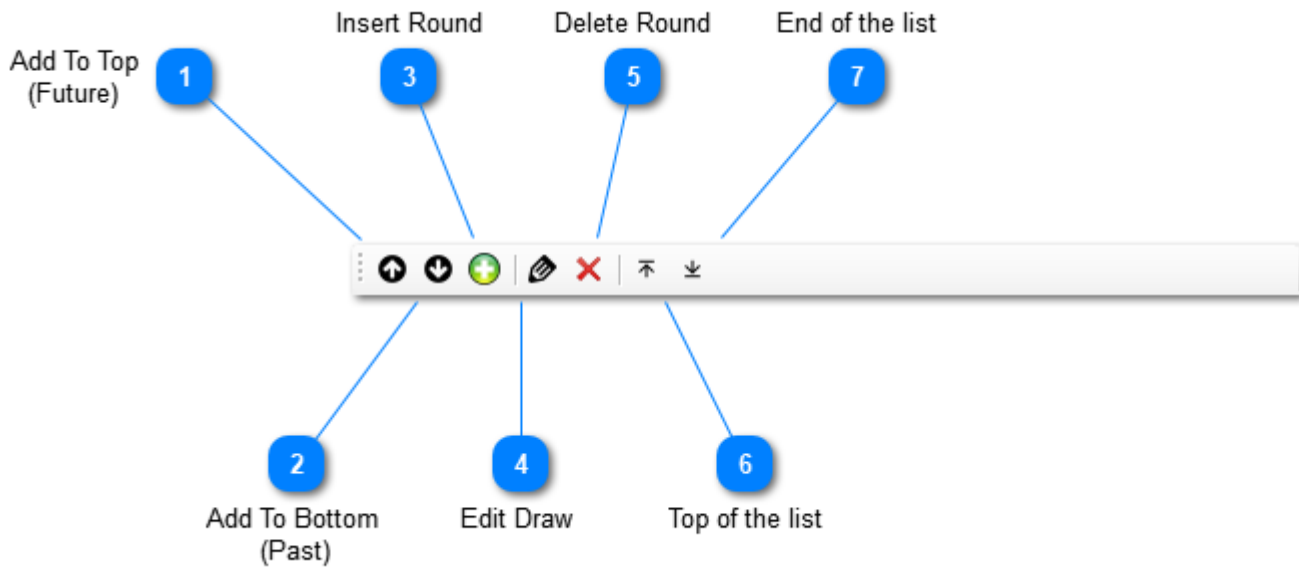 Insert Round
Delete Round
End of the list
Add To Top
(Future)
1
3
5
7
2
4
6
Add To Bottom
(Past)
Edit Draw
Top of the list